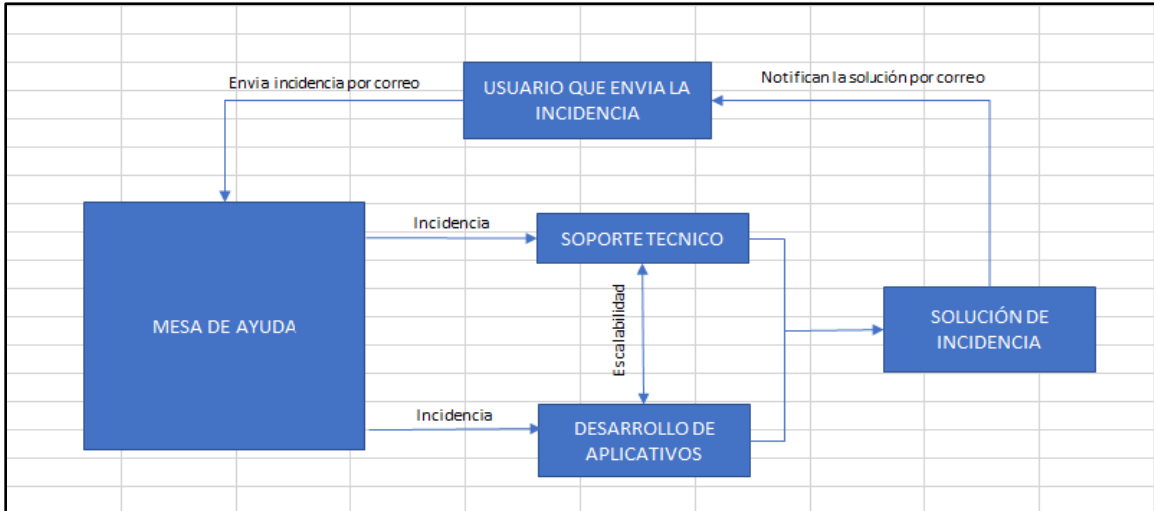 Envia incidencia por correo
USUARIO QUE ENVIA LA
INCIDENCIA
Notifican la solución por correo
Incidencia
SOPORTE TECNICO
MESA DE AYUDA
Escalabilidad
SOLUCIÓN DE
INCIDENCIA
Incidencia
DESARROLLO DE
APLICATIVOS